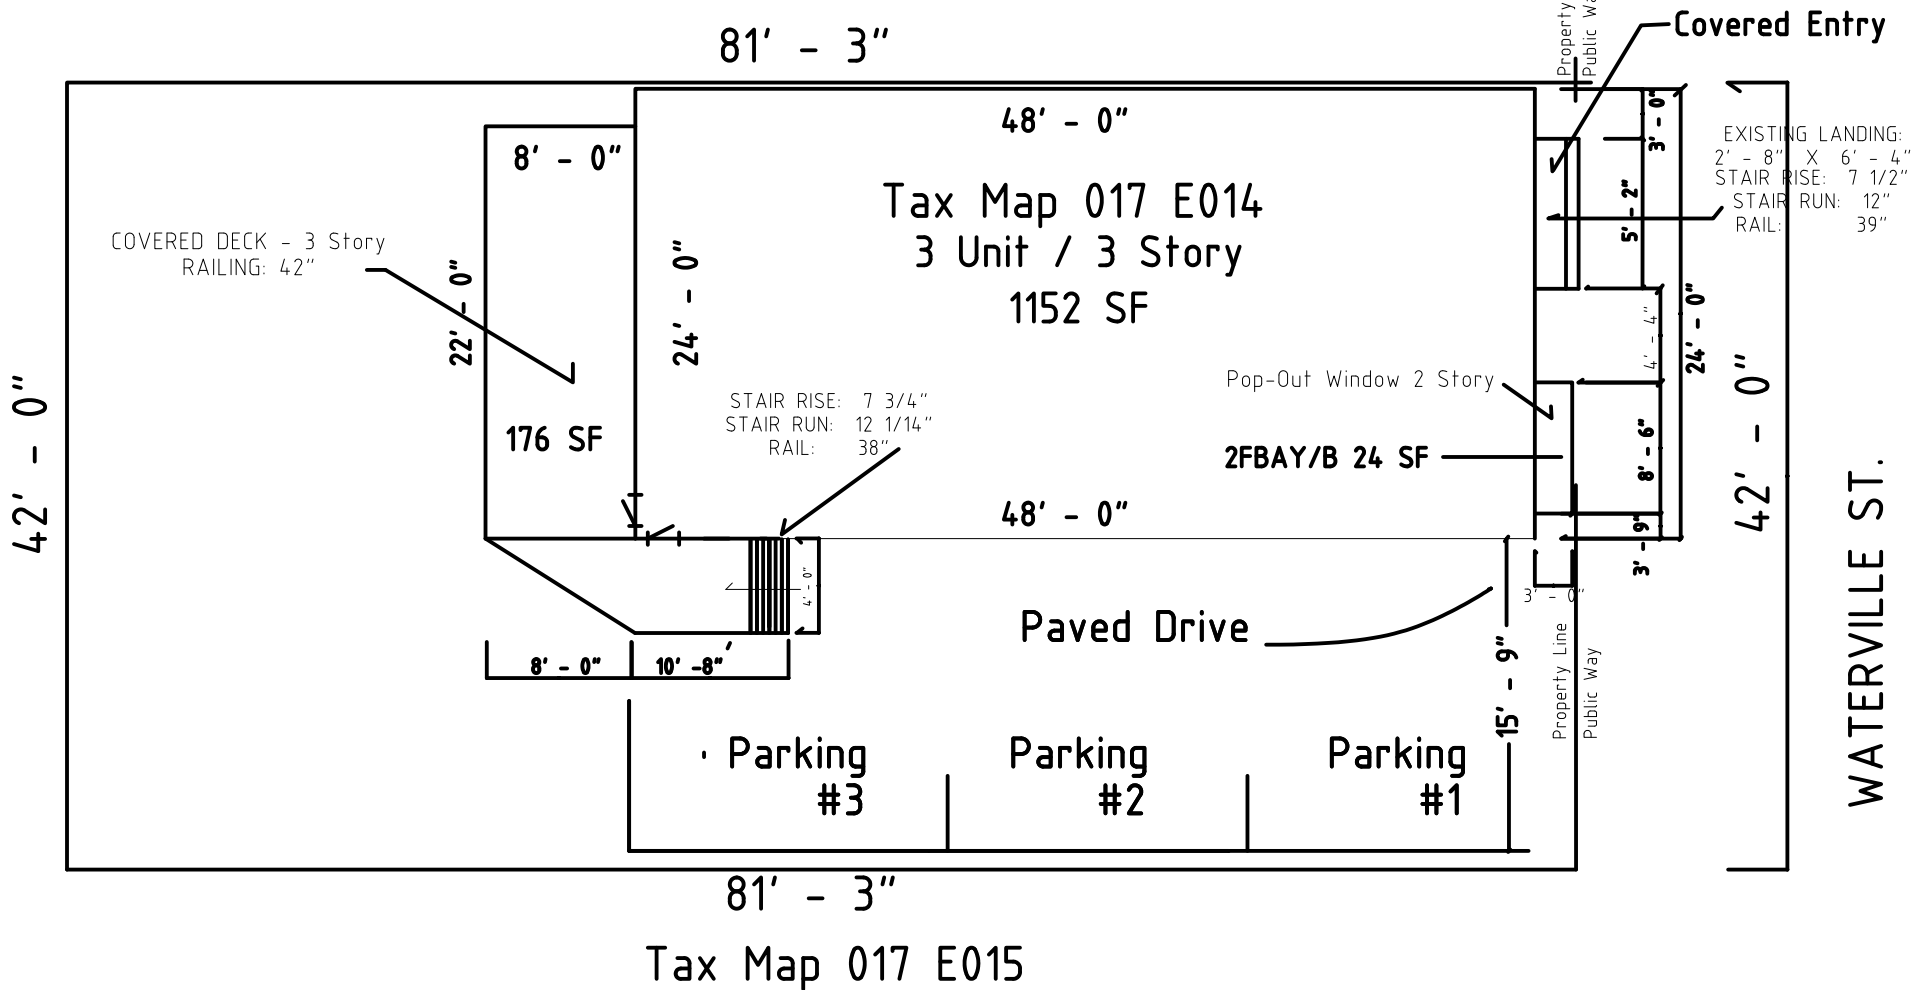 81' - 3"
Property
Public Wa
Covered Entry
48' - 0"
3' - 0"
8' - 0"
EXISTING LANDING:
2' - 8" X 6' - 4"
STAIR RISE: 7 1/2"
STAIR RUN: 12"
RAIL: 39"
Tax Map 017 E014
3 Unit / 3 Story
1152 SF
5' - 2"
COVERED DECK - 3 Story
RAILING: 42"
22' - 0"
24' - 0"
4' - 4"
24' - 0"
Pop-Out Window 2 Story
STAIR RISE: 7 3/4"
STAIR RUN: 12 1/14"
RAIL: 38"
42' - 0"
176 SF
2FBAY/B 24 SF
8' - 6"
42' - 0"
WATERVILLE ST.
48' - 0"
3' - 9"
4' - 0"
3' - 0"
Paved Drive
8' - 0"
10' -8"
15' - 9"
Property Line
Public Way
Parking
#3
Parking
#2
Parking
#1
81' - 3"
Tax Map 017 E015